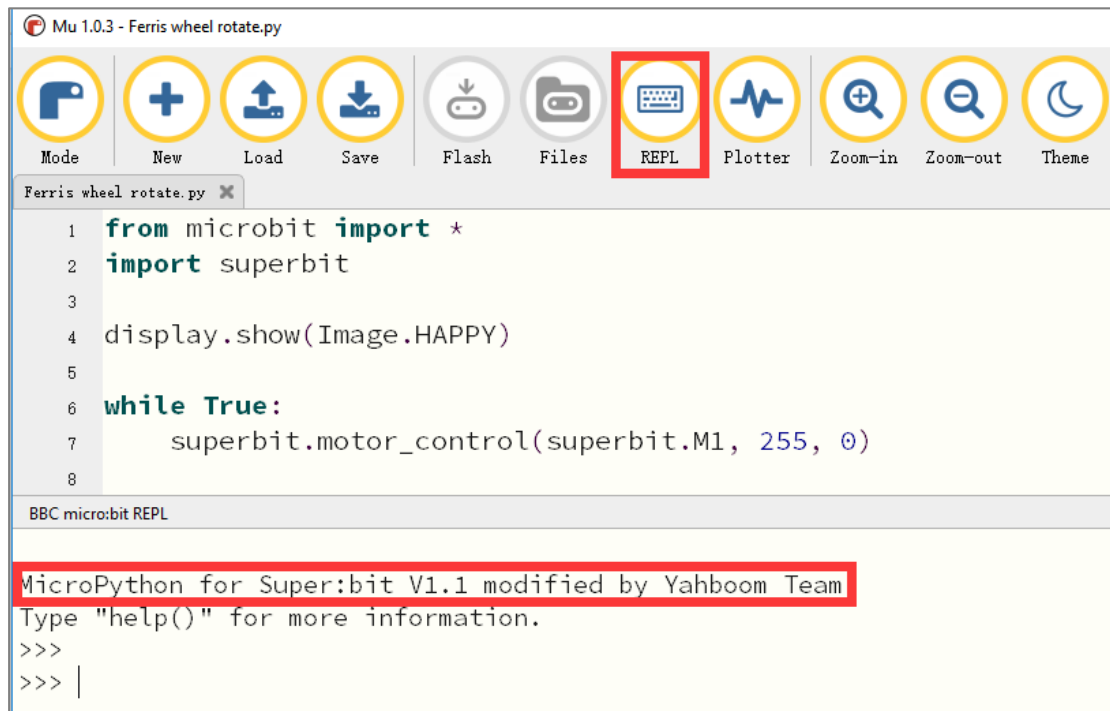 Mu 1.0.3 - Ferris wheel rotate.py
Mode New Load Save Flash Files REPL Plotter Zoom-in Zoom-out Theme
Ferris wheel rotate.py
1 from microbit import *
2 import superbit
3
4 display.show(Image.HAPPY)
5
6 while True:
7     superbit.motor_control(superbit.M1, 255, 0)
8
BBC micro:bit REPL
MicroPython for Super:bit V1.1 modified by Yahboom Team
Type "help()" for more information.
>>>
>>>